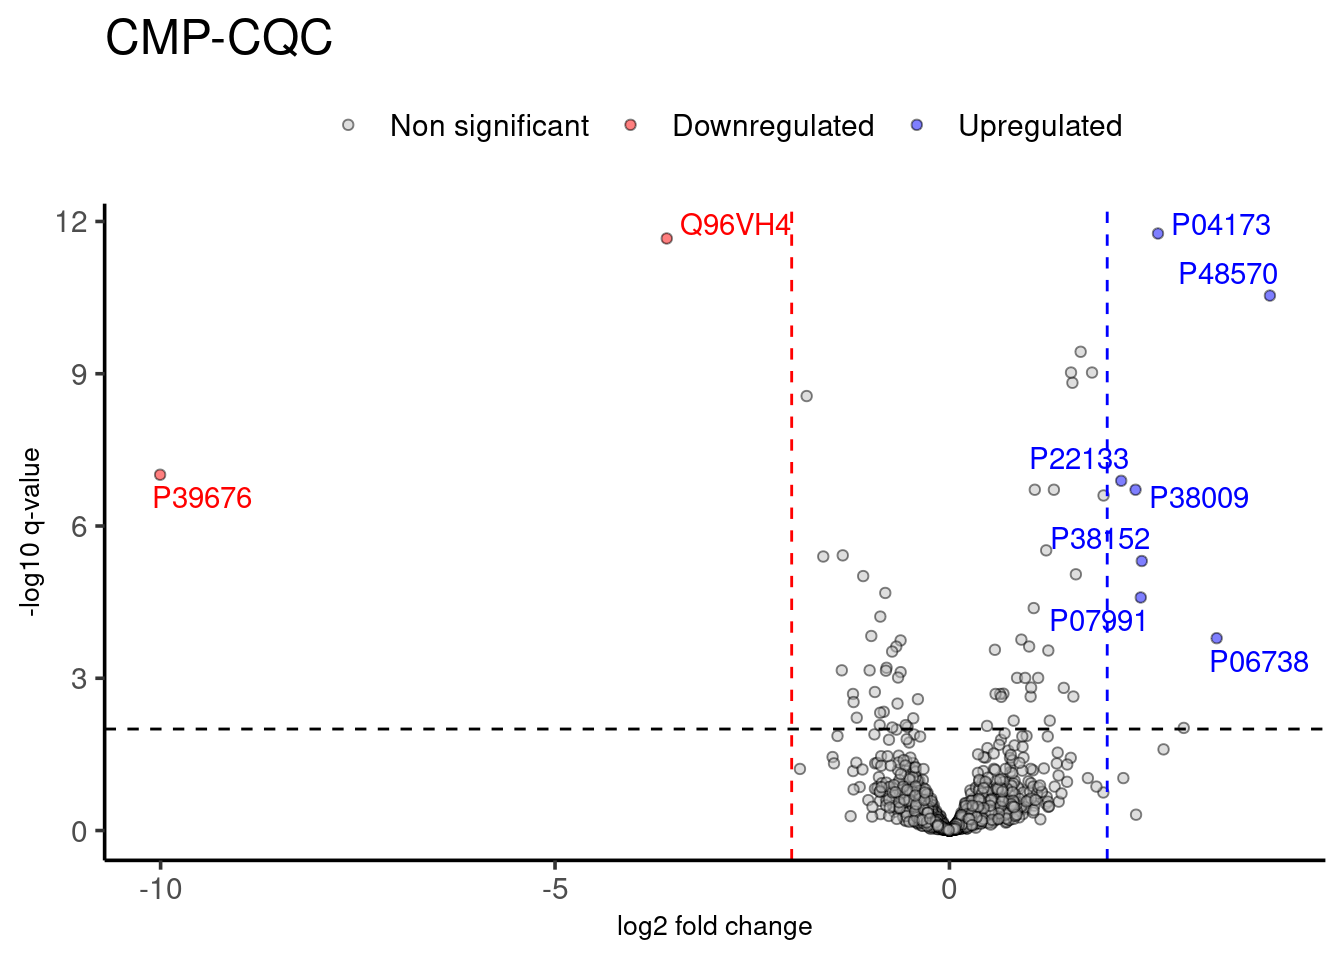 CMP-CQC
Non significant Downregulated Upregulated
12
Q96VH4
P04173
P48570
9
P22133
P39676
P38009
6
P38152
P07991
P06738
3
0
-10 -5 0
-log10 q-value
log2 fold change